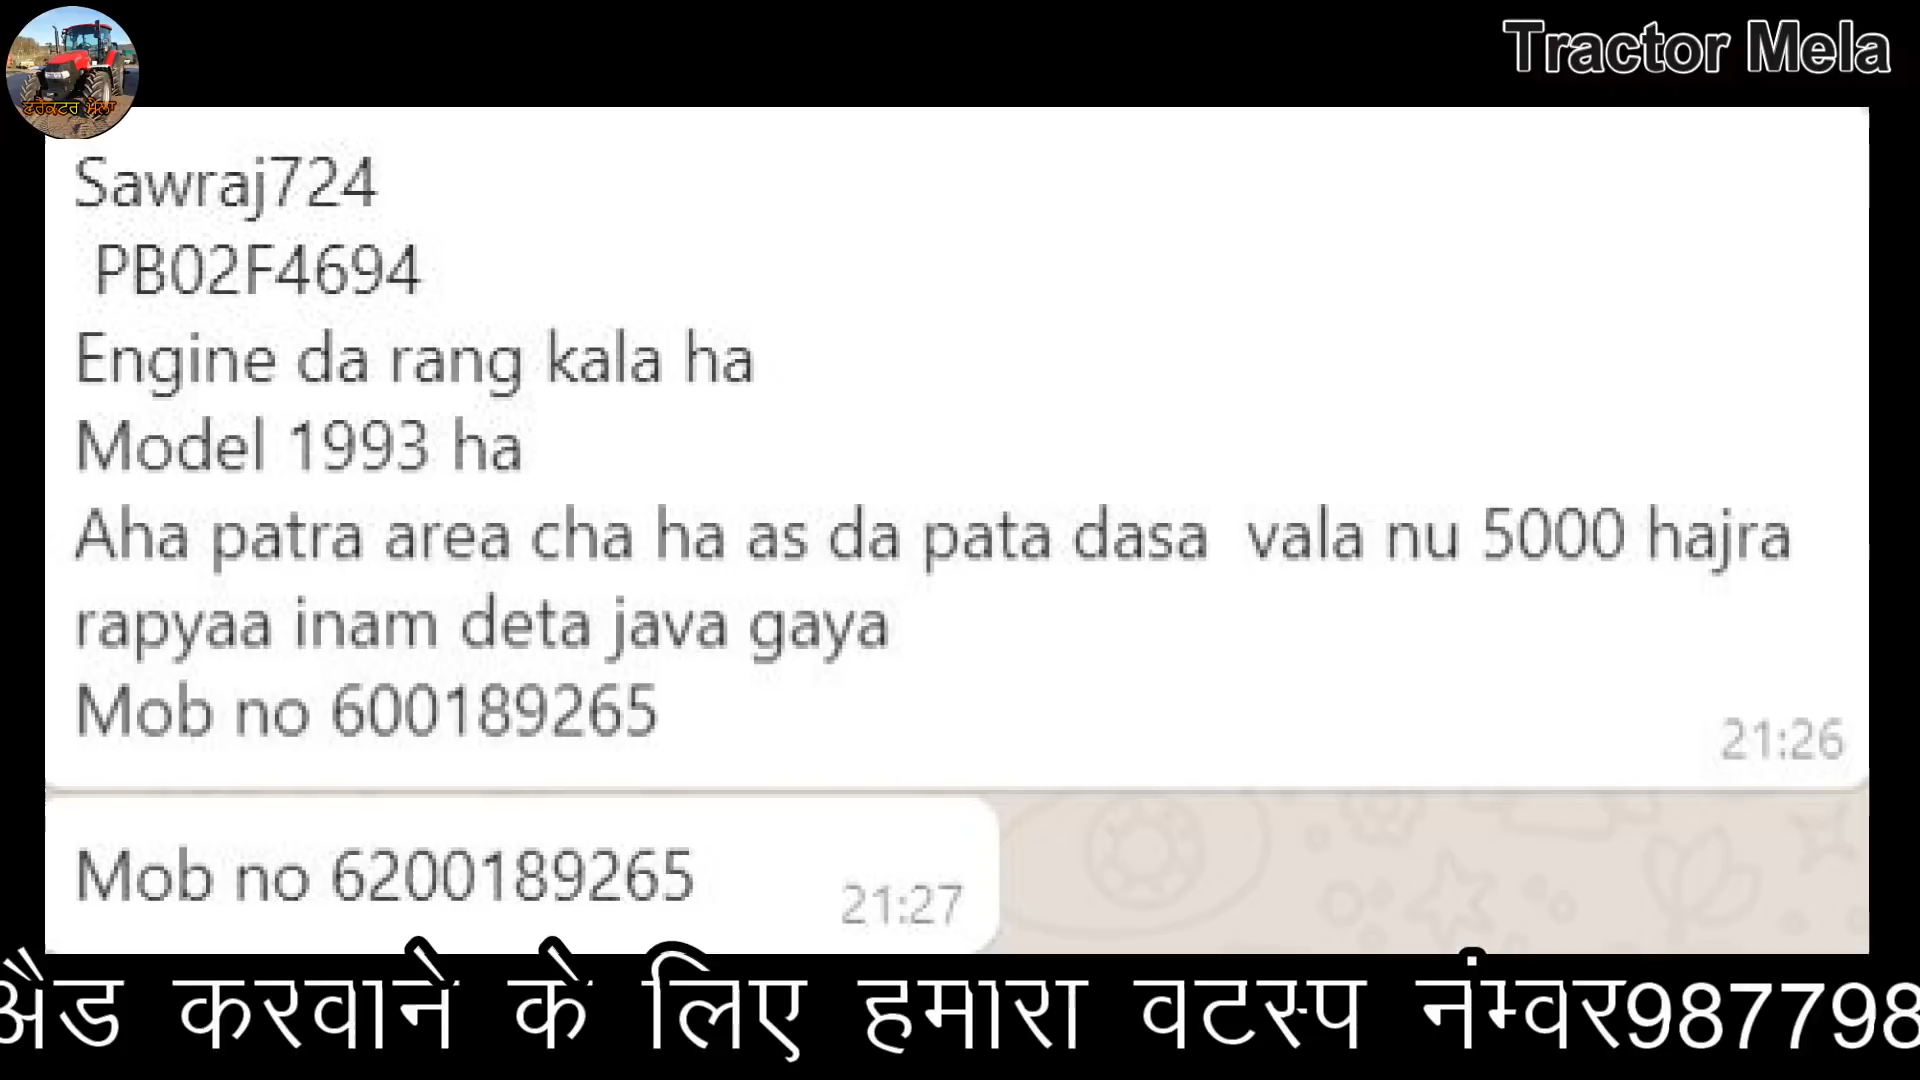 Tractor Mela
ਟਰੈਕਟਰ ਮੇਲਾ
Sawraj724
PB02F4694
Engine da rang kala ha
Model 1993 ha
Aha patra area cha ha as da pata dasa vala nu 5000 hajra
rapyaa inam deta java gaya
Mob no 600189265
21:26
Mob no 6200189265
21:27
अैड करवाने के लिए हमारा वटस्प नंम्वर987798